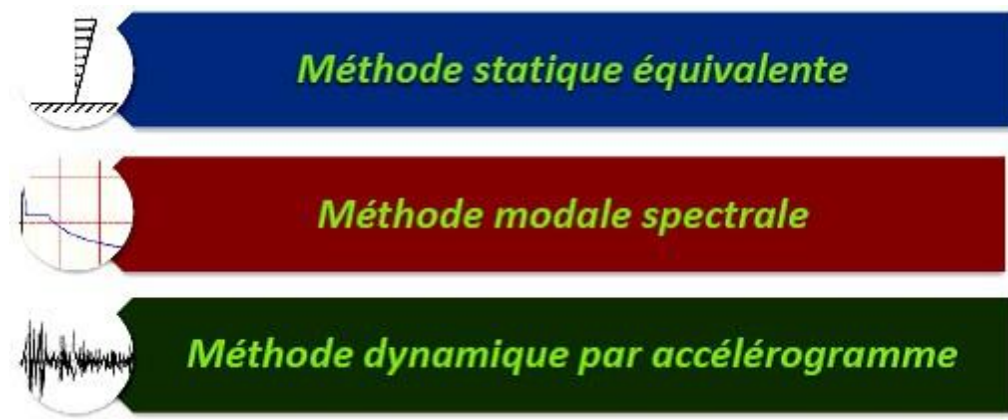 Méthode statique équivalente
Méthode modale spectrale
Méthode dynamique par accélérogramme